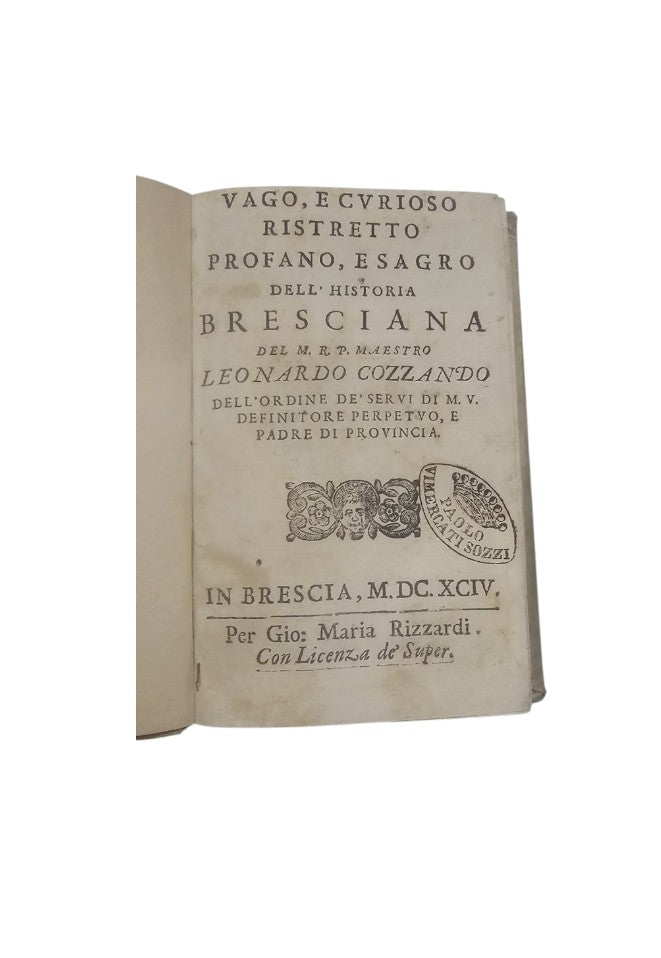 VAGO, E CVRIOSO
RISTRETTO
PROFANO, E SAGRO
DELL' HISTORIA
BRESCIANA
DEL M. R. P. MAESTRO
LEONARDO COZZANDO
DELL'ORDINE DE' SERVI DI M. V.
DEFINITORE PERPETVO, E
PADRE DI PROVINCIA.
PAOLO
VIMERCATI SOZZI
IN BRESCIA, M.DC.XCIV.
Per Gio: Maria Rizzardi.
Con Licenza de' Super.